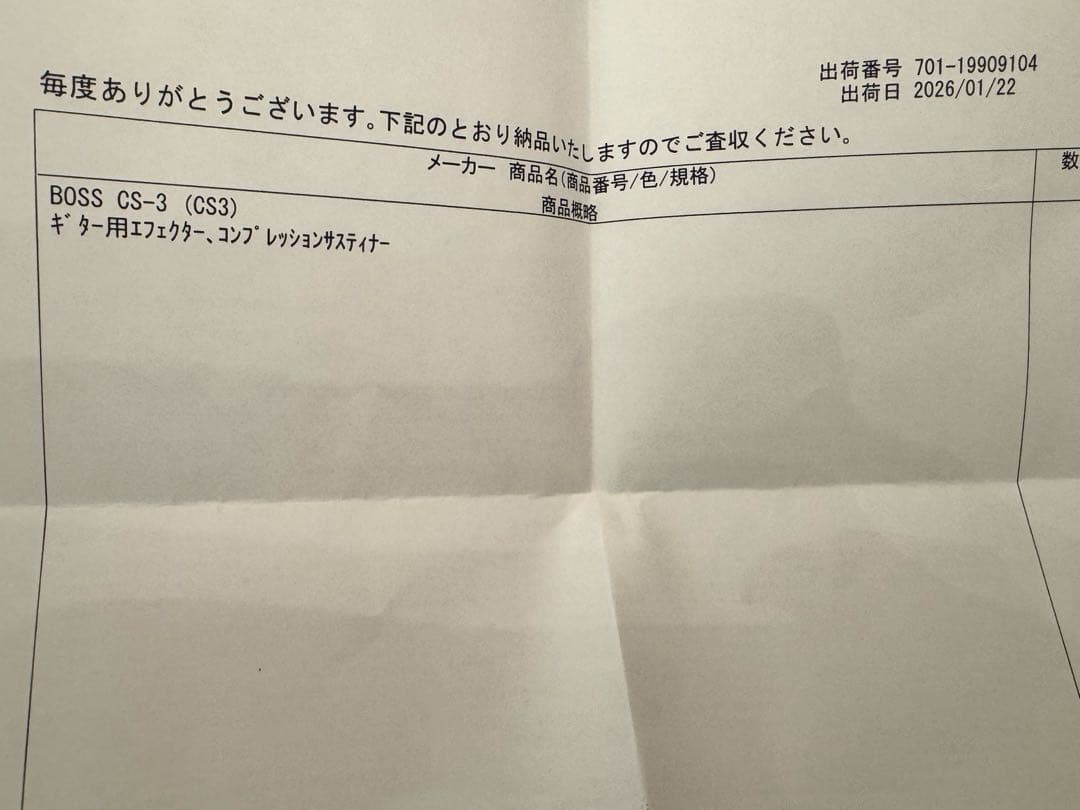 出荷番号 701-19909104
出荷日 2026/01/22
毎度ありがとうございます。下記のとおり納品いたしますのでご査収ください。
メーカー 商品名(商品番号/色/規格)
商品概略
数
BOSS CS-3 (CS3)
ｷﾞﾀｰ用ｴﾌｪｸﾀｰ、ｺﾝﾌﾟﾚｯｼｮﾝｻｽﾃｨﾅｰ